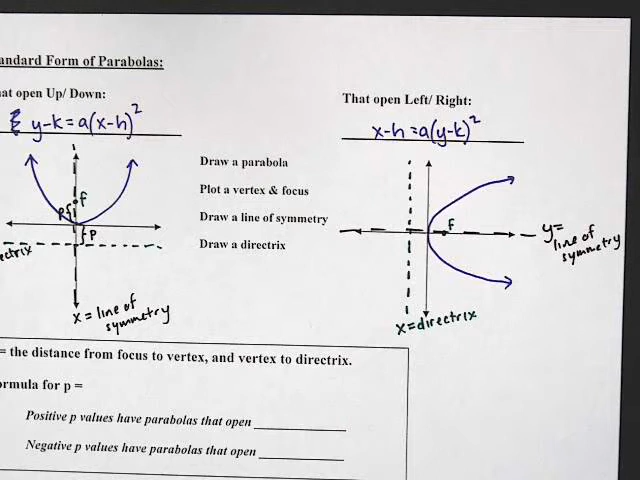 andard Form of Parabolas:
at open Up/ Down:
y-k=a(x-h)²
That open Left/ Right:
x-h=a(y-k)²
Draw a parabola
Plot a vertex & focus
Draw a line of symmetry
Draw a directrix
f
P
P
ectrix
x = line of
symmetry
f
y=
line of
symmetry
x=directrix
= the distance from focus to vertex, and vertex to directrix.
ormula for p =
Positive p values have parabolas that open
Negative p values have parabolas that open